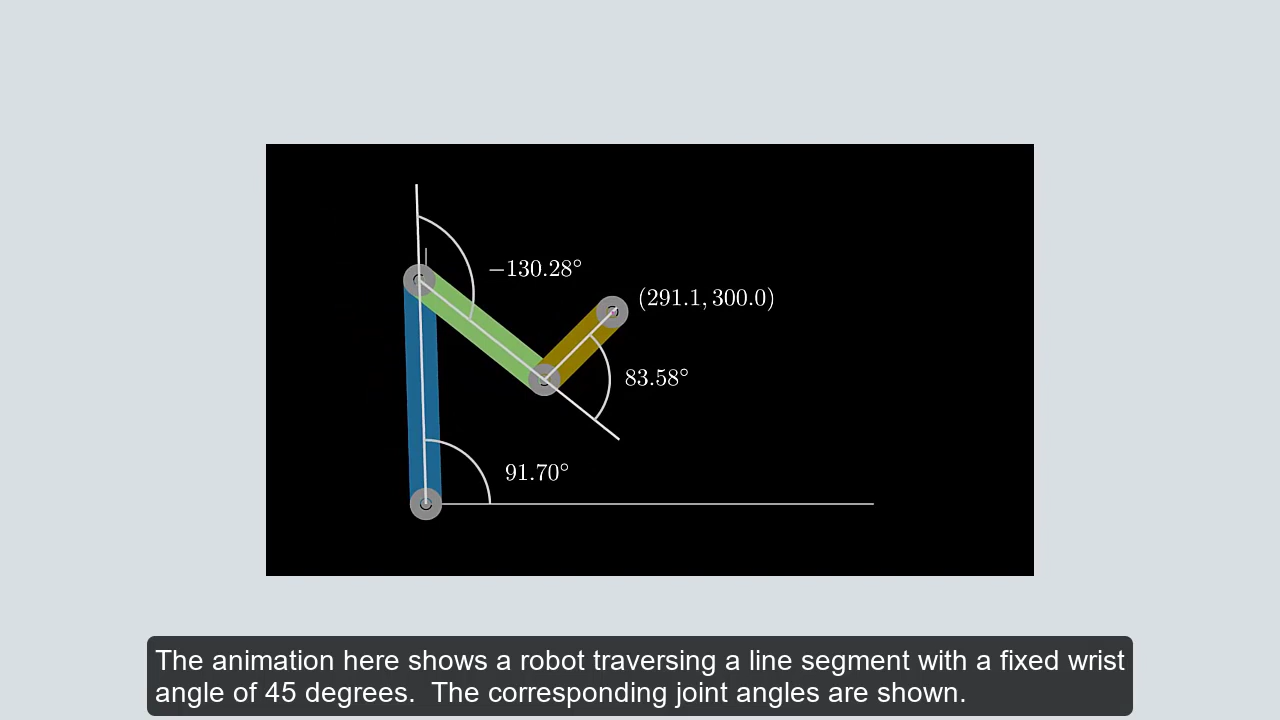 −130.28°
(291.1, 300.0)
83.58°
91.70°
The animation here shows a robot traversing a line segment with a fixed wrist
angle of 45 degrees.  The corresponding joint angles are shown.